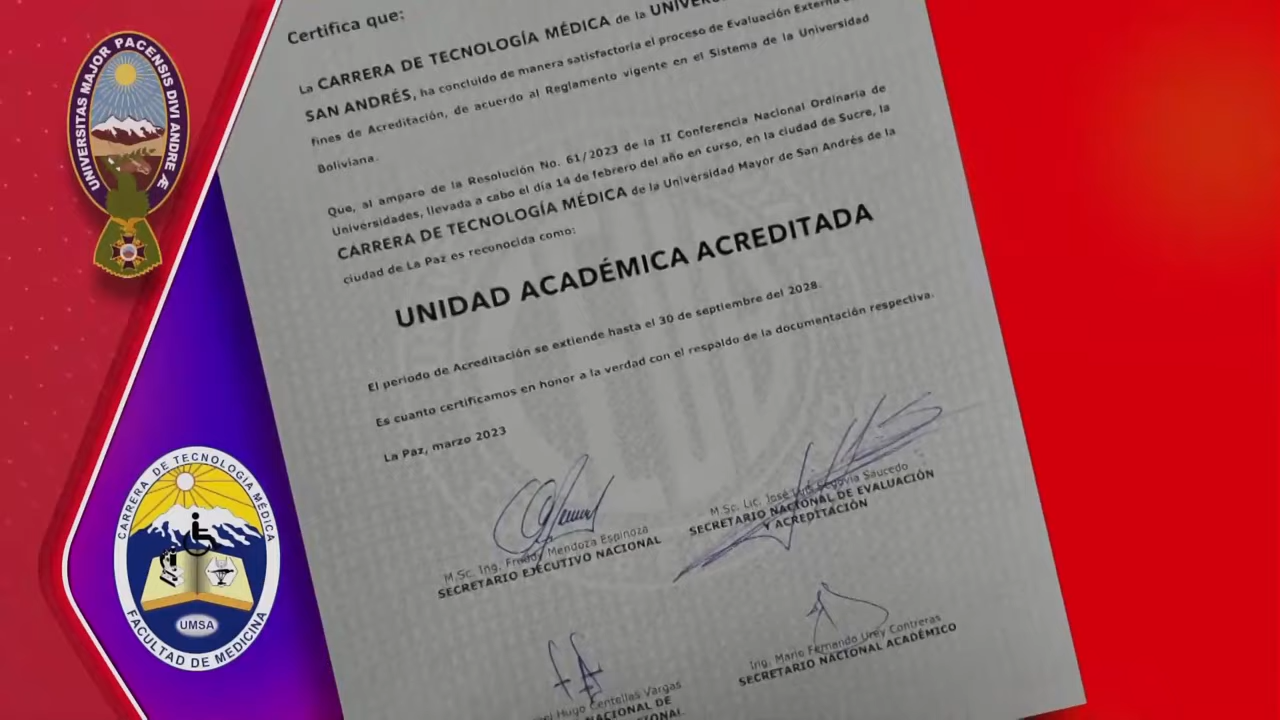 UNIVERSITAS MAJOR PACENSIS DIVI ANDRE Æ
Certifica que:
La CARRERA DE TECNOLOGÍA MÉDICA de la
SAN ANDRÉS, ha concluido de manera satisfactoria el proceso de Evaluación Externa
fines de Acreditación, de acuerdo al Reglamento vigente en el Sistema de la Universidad
Boliviana.
Que, al amparo de la Resolución No. 61/2023 de la II Conferencia Nacional Ordinaria de
Universidades, llevada a cabo el día 14 de febrero del año en curso, en la ciudad de Sucre, la
CARRERA DE TECNOLOGÍA MÉDICA de la Universidad Mayor de San Andrés de la
ciudad de La Paz es reconocida como:
UNIDAD ACADÉMICA ACREDITADA
El periodo de Acreditación se extiende hasta el 30 de septiembre del 2028.
Es cuanto certificamos en honor a la verdad con el respaldo de la documentación respectiva.
La Paz, marzo 2023
M.Sc. Ing. Freddy Mendoza Espinoza
SECRETARIO EJECUTIVO NACIONAL
M.Sc. Lic. José Luis Segovia Saucedo
SECRETARIO NACIONAL DE EVALUACIÓN
Y ACREDITACIÓN
Hugo Centellas Vargas
NACIONAL DE
Ing. Mario Fernando Urey Contreras
SECRETARIO NACIONAL ACADÉMICO
CARRERA DE TECNOLOGÍA MÉDICA
UMSA
FACULTAD DE MEDICINA